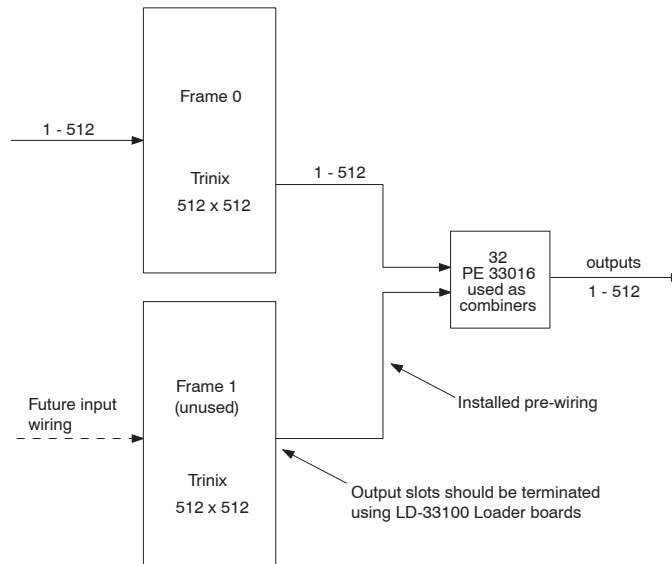 Frame 0
1 - 512
Trinix
512 x 512
1 - 512
32
PE 33016
used as
combiners
outputs
1 - 512
Frame 1
(unused)
Future input
wiring
Installed pre-wiring
Trinix
512 x 512
Output slots should be terminated
using LD-33100 Loader boards